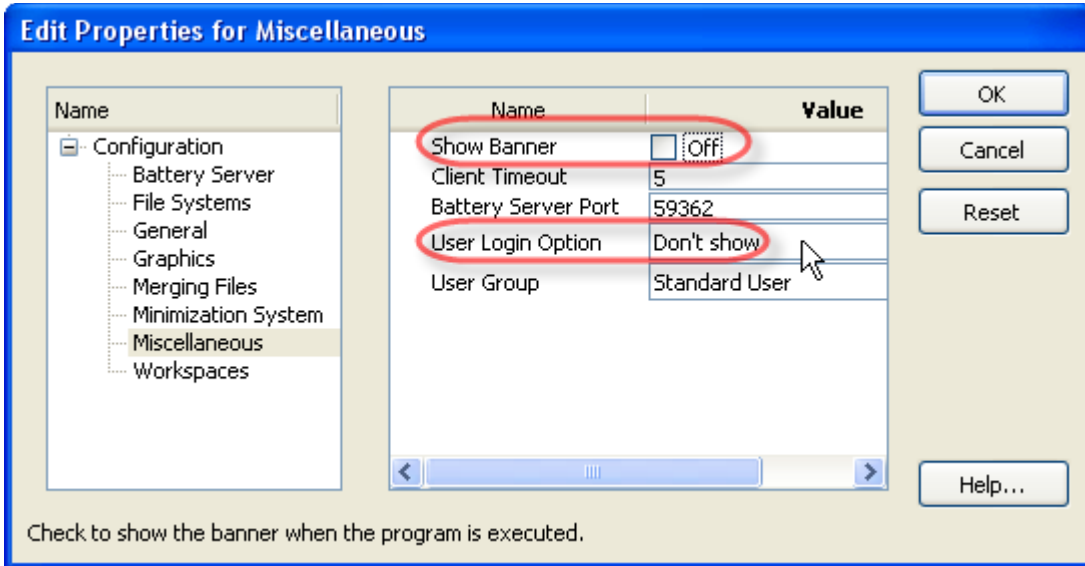 Edit Properties for Miscellaneous
Name
Configuration
Battery Server
File Systems
General
Graphics
Merging Files
Minimization System
Miscellaneous
Workspaces
Name Value
Show Banner Off
Client Timeout 5
Battery Server Port 59362
User Login Option Don't show
User Group Standard User
OK
Cancel
Reset
Help...
Check to show the banner when the program is executed.